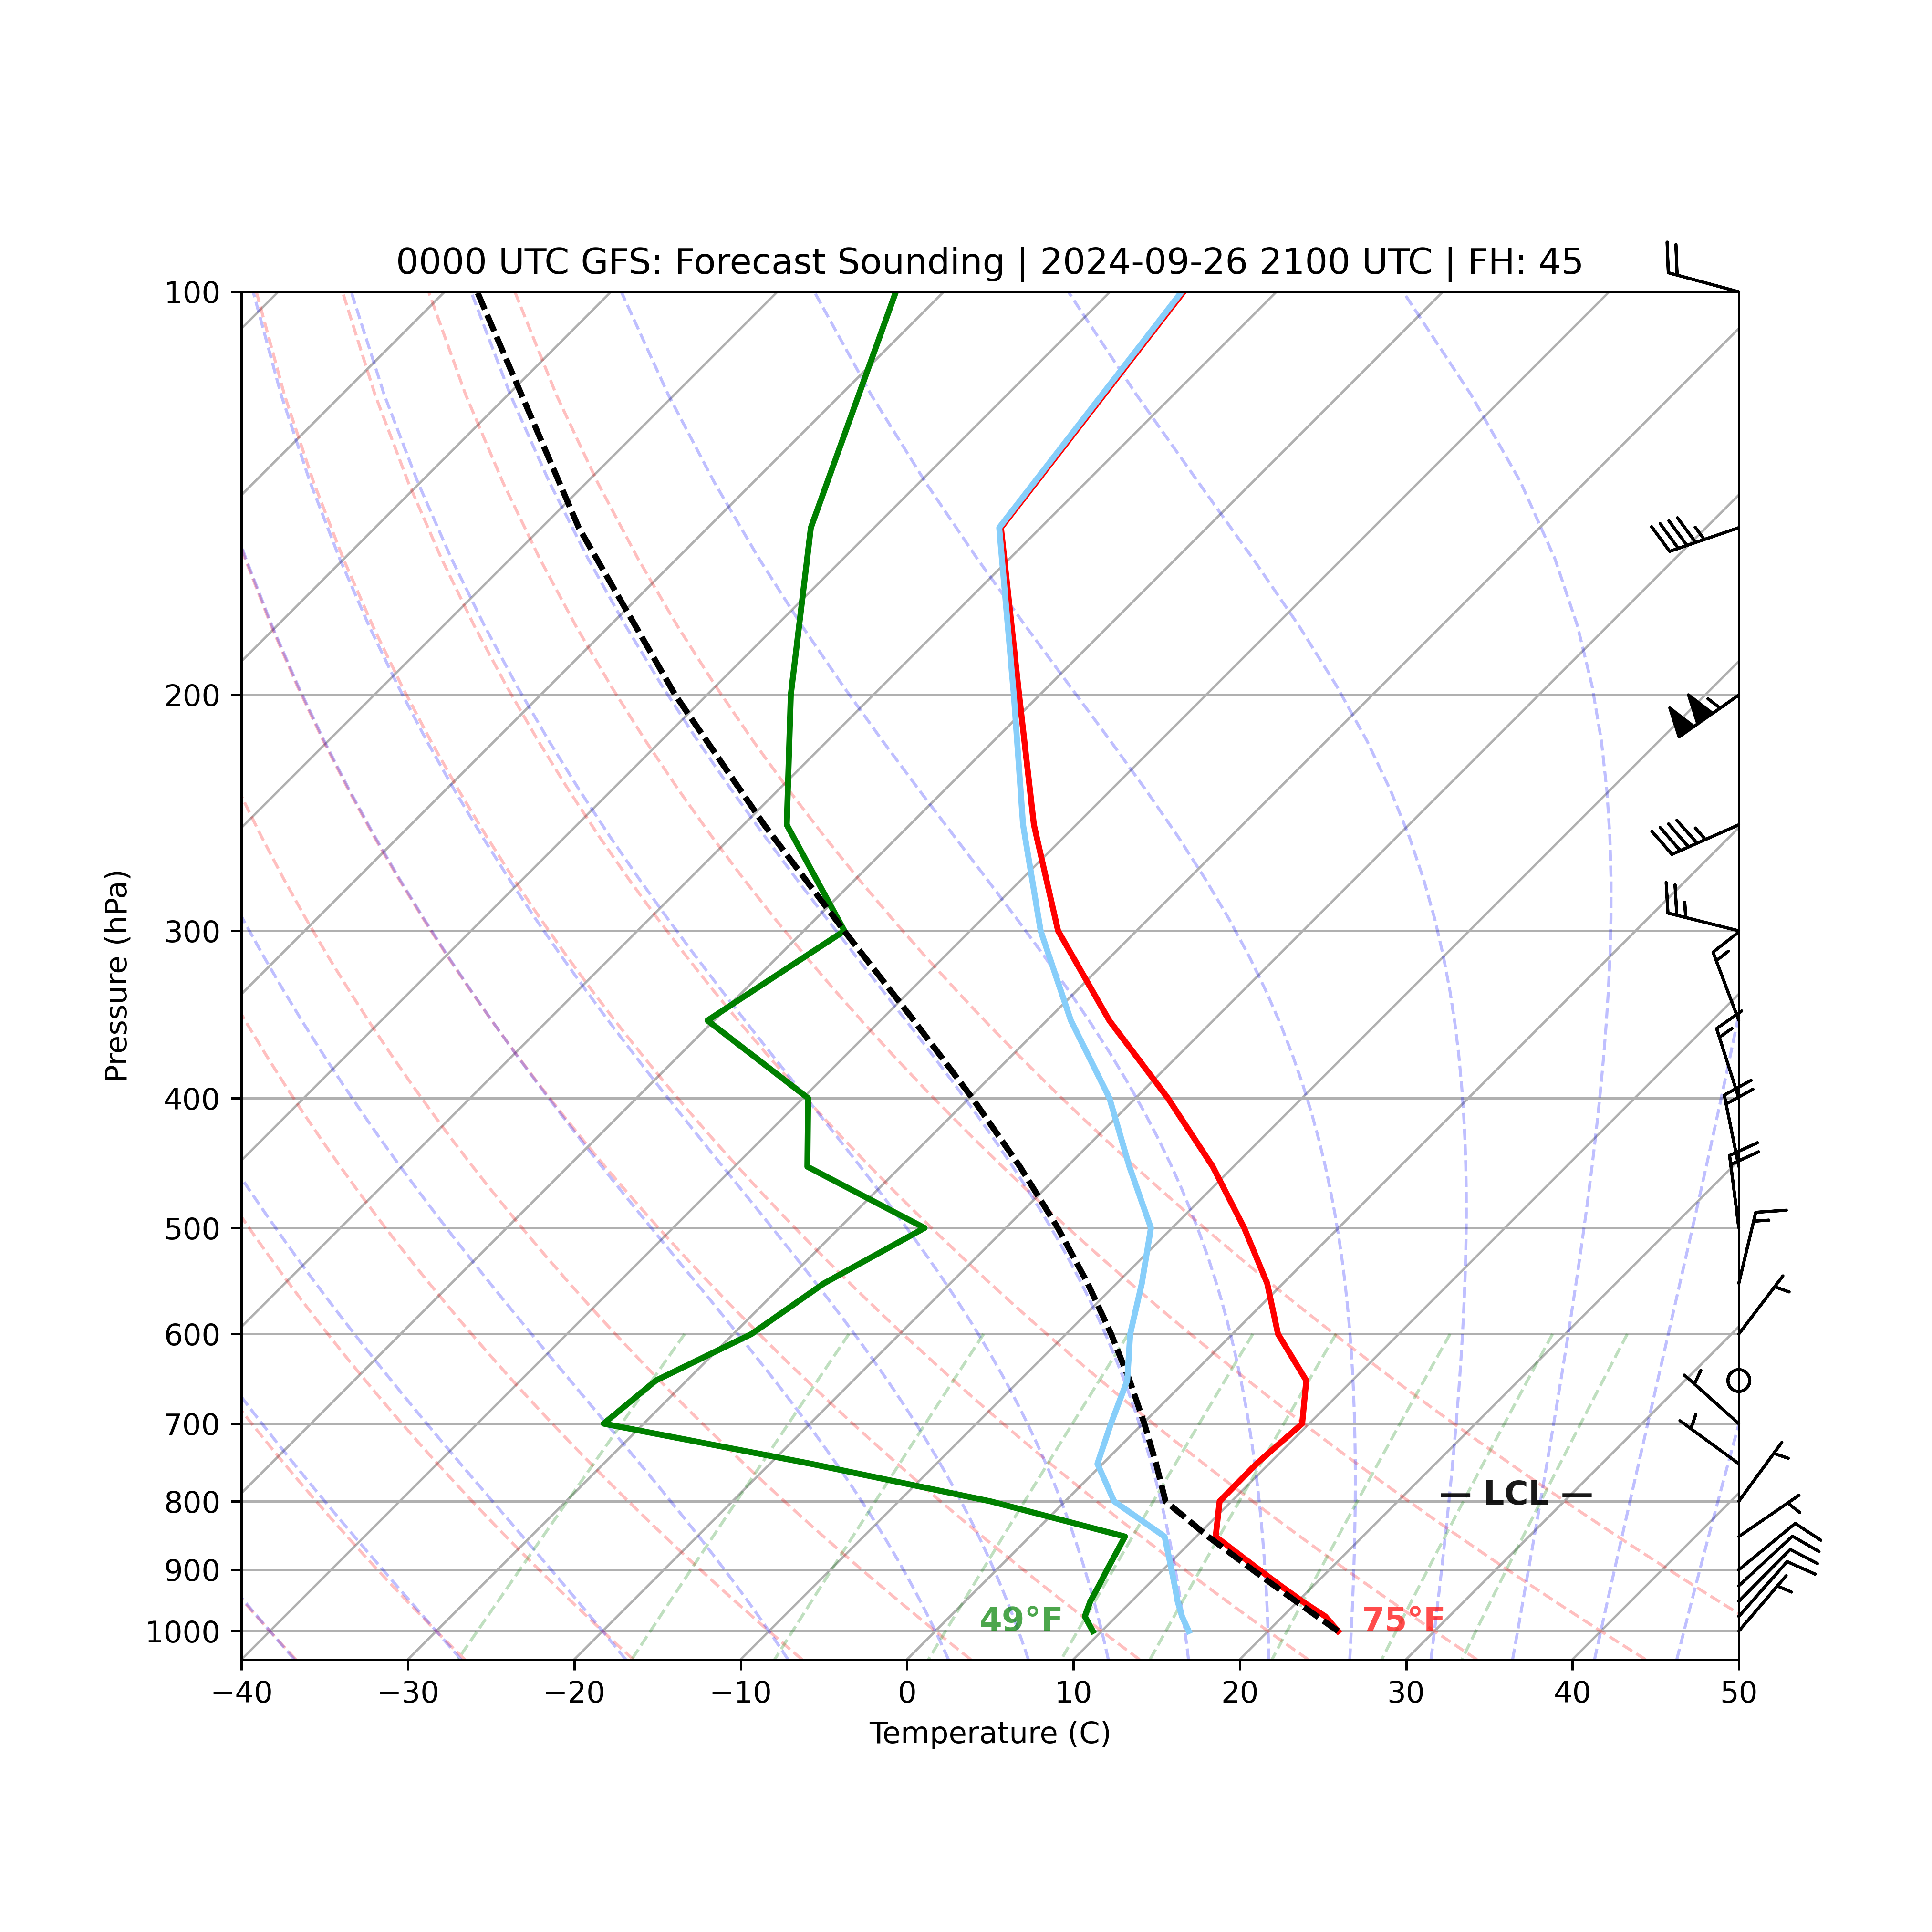 0000 UTC GFS: Forecast Sounding | 2024-09-26 2100 UTC | FH: 45
100
200
300
400
500
600
700
800
900
1000
Pressure (hPa)
— LCL —
49°F
75°F
−40 −30 −20 −10 0 10 20 30 40 50
Temperature (C)